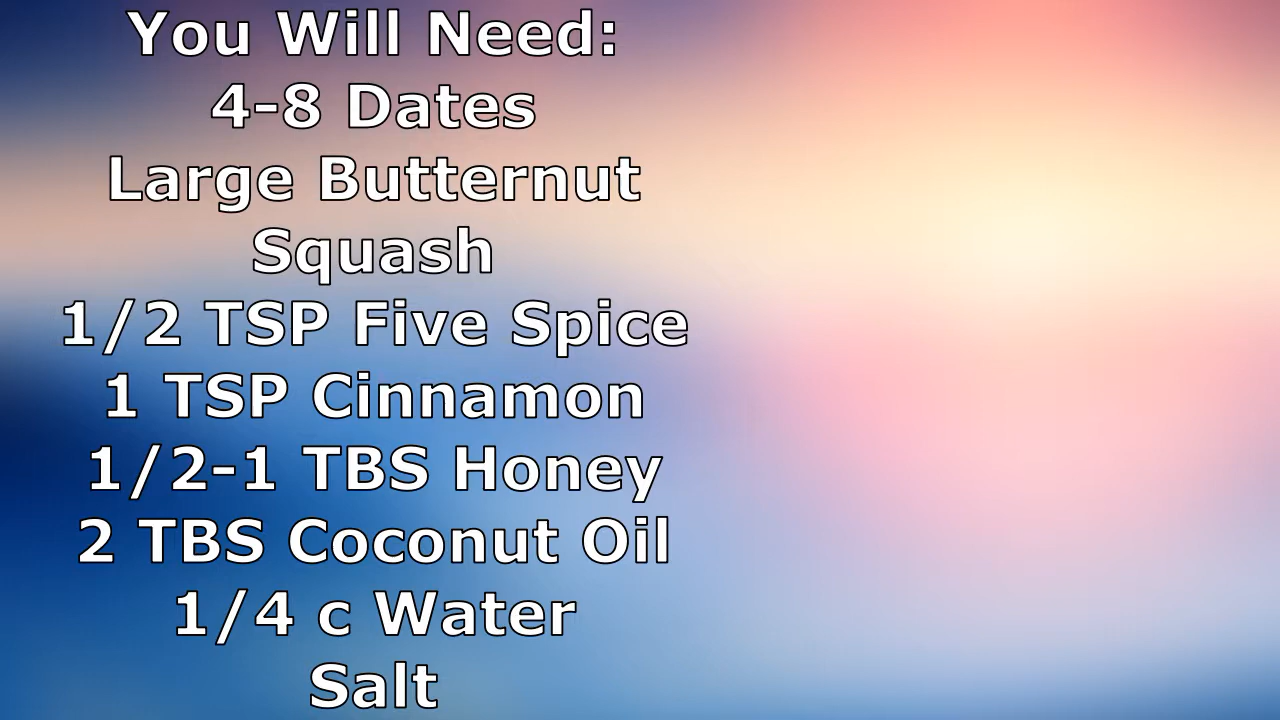 You Will Need:
4-8 Dates
Large Butternut
Squash
1/2 TSP Five Spice
1 TSP Cinnamon
1/2-1 TBS Honey
2 TBS Coconut Oil
1/4 c Water
Salt